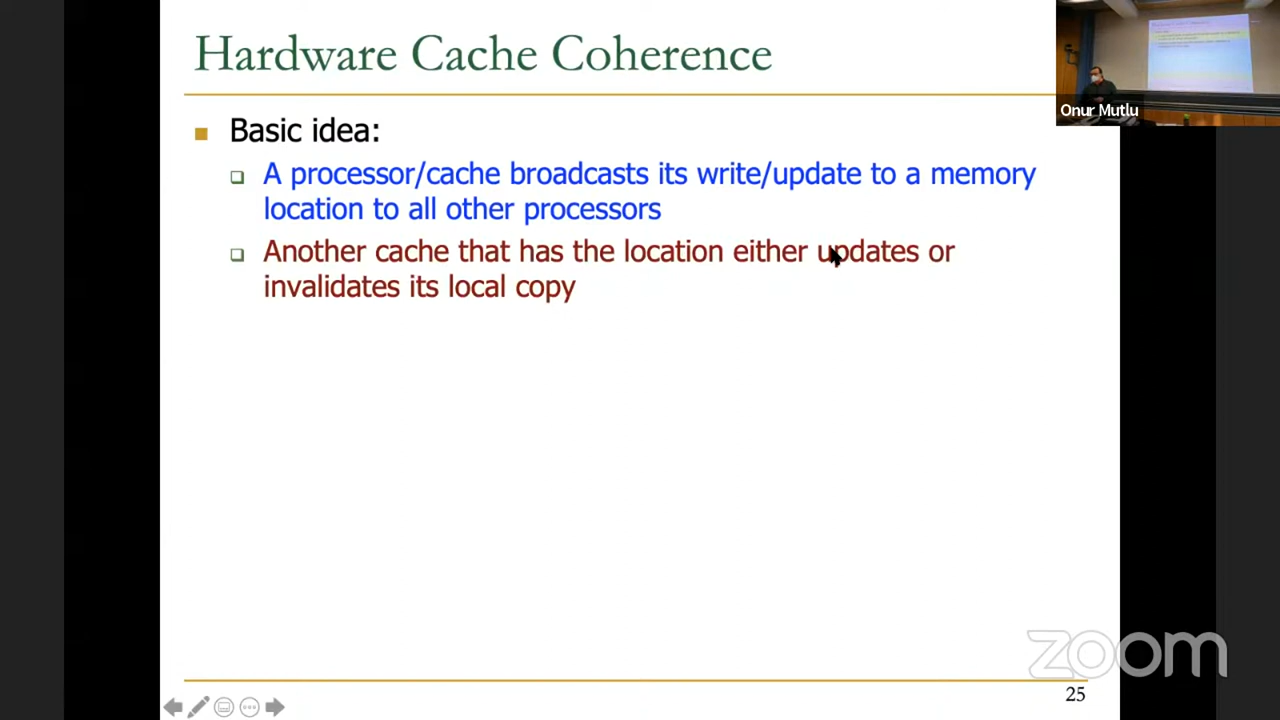 Hardware Cache Coherence
Onur Mutlu
Basic idea:
A processor/cache broadcasts its write/update to a memory
location to all other processors
Another cache that has the location either updates or
invalidates its local copy
zoom
25